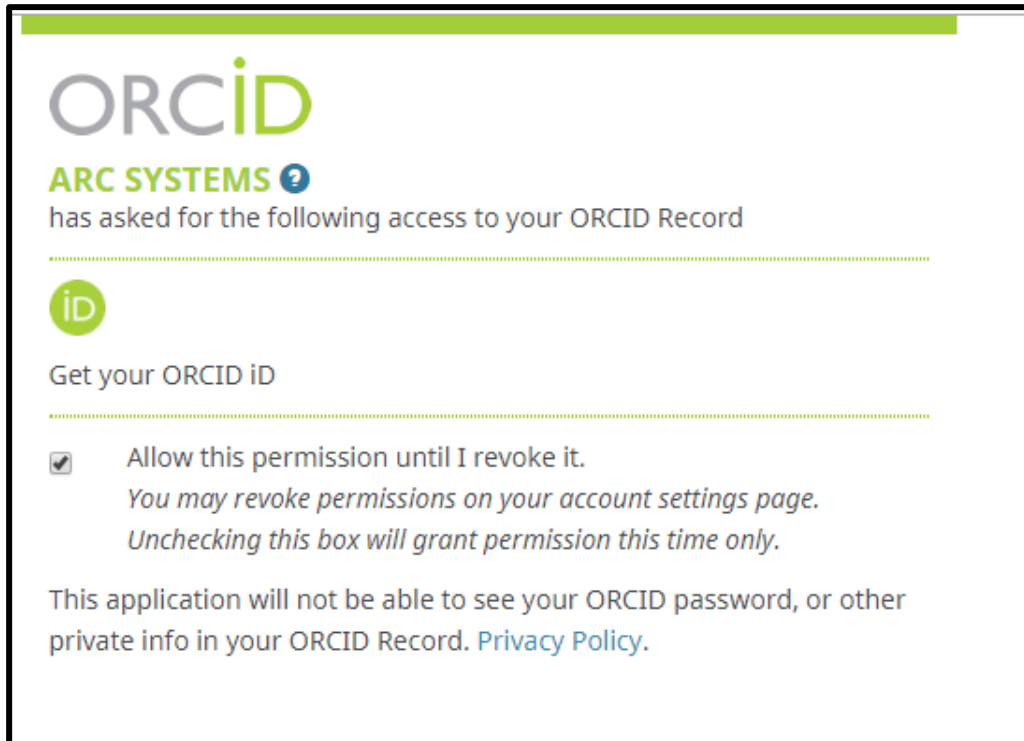 ORCiD
ARC SYSTEMS ?
has asked for the following access to your ORCID Record
iD
Get your ORCID iD
Allow this permission until I revoke it.
You may revoke permissions on your account settings page.
Unchecking this box will grant permission this time only.
This application will not be able to see your ORCID password, or other
private info in your ORCID Record. Privacy Policy.